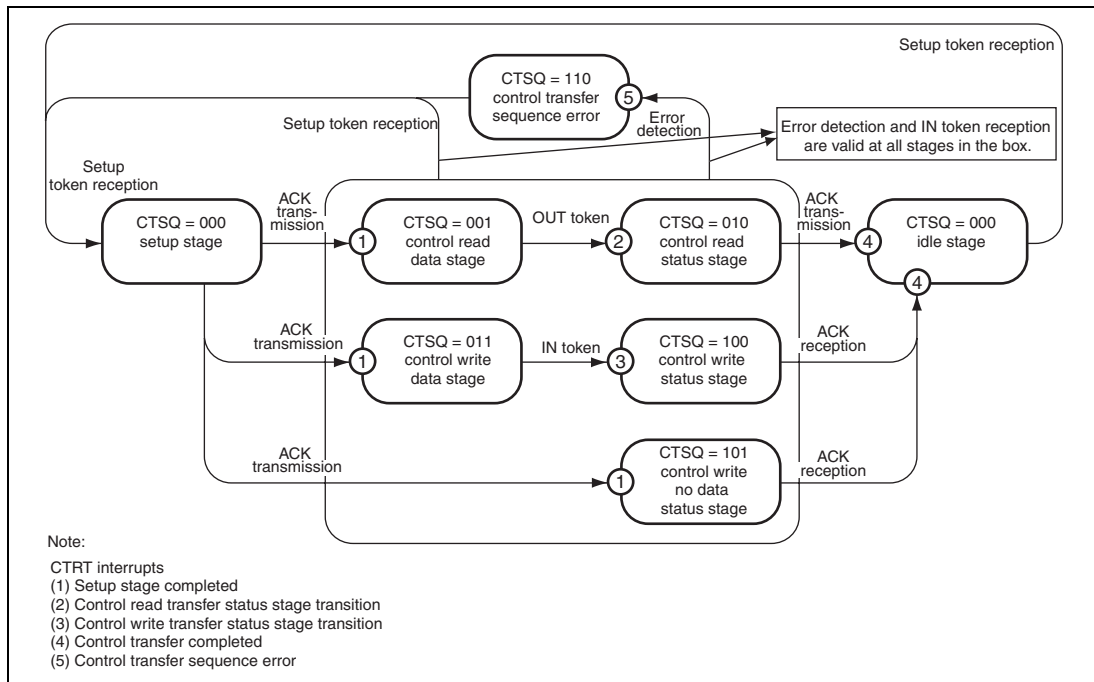 Setup token reception
CTSQ = 110
control transfer
sequence error
5
Setup token reception
Error
detection
Error detection and IN token reception
are valid at all stages in the box.
Setup
token reception
CTSQ = 000
setup stage
ACK
trans-
mission
1
CTSQ = 001
control read
data stage
OUT token
2
CTSQ = 010
control read
status stage
ACK
trans-
mission
4
CTSQ = 000
idle stage
4
ACK
transmission
1
CTSQ = 011
control write
data stage
IN token
3
CTSQ = 100
control write
status stage
ACK
reception
ACK
transmission
1
CTSQ = 101
control write
no data
status stage
ACK
reception
Note:
CTRT interrupts
(1) Setup stage completed
(2) Control read transfer status stage transition
(3) Control write transfer status stage transition
(4) Control transfer completed
(5) Control transfer sequence error